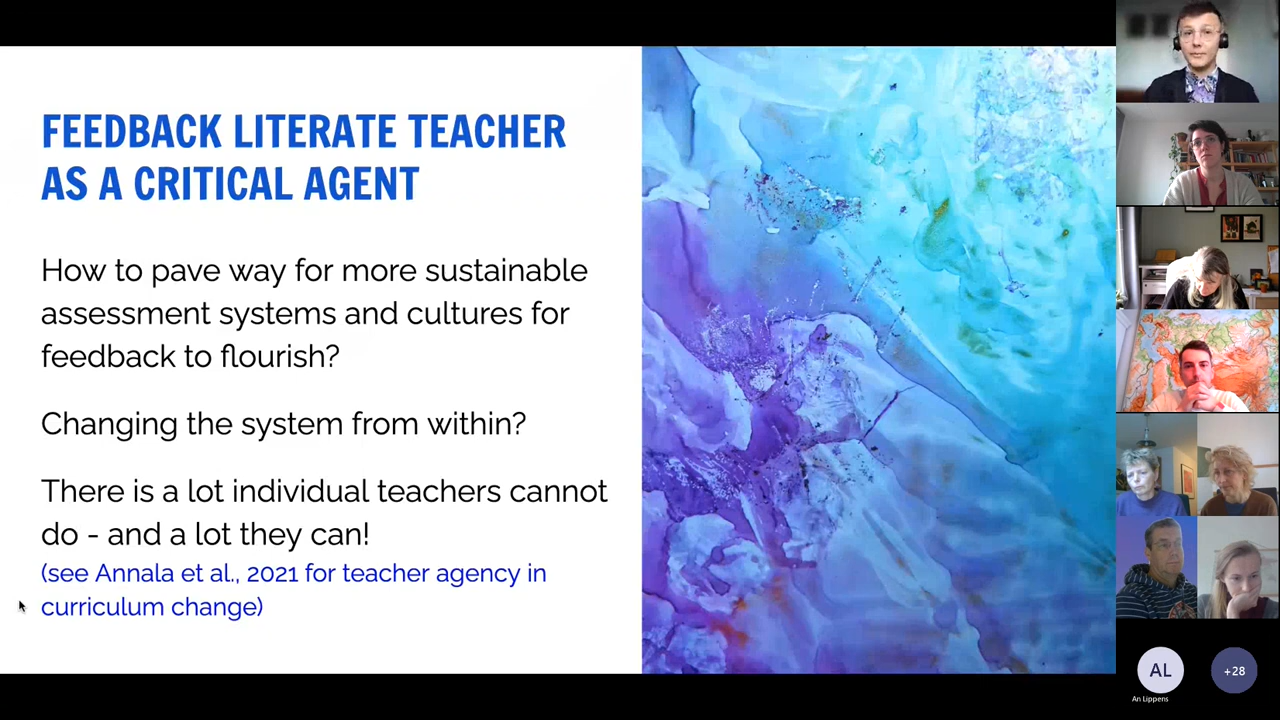 FEEDBACK LITERATE TEACHER
AS A CRITICAL AGENT
How to pave way for more sustainable
assessment systems and cultures for
feedback to flourish?
Changing the system from within?
There is a lot individual teachers cannot
do - and a lot they can!
(see Annala et al., 2021 for teacher agency in
curriculum change)
AL
+28
An Lippens